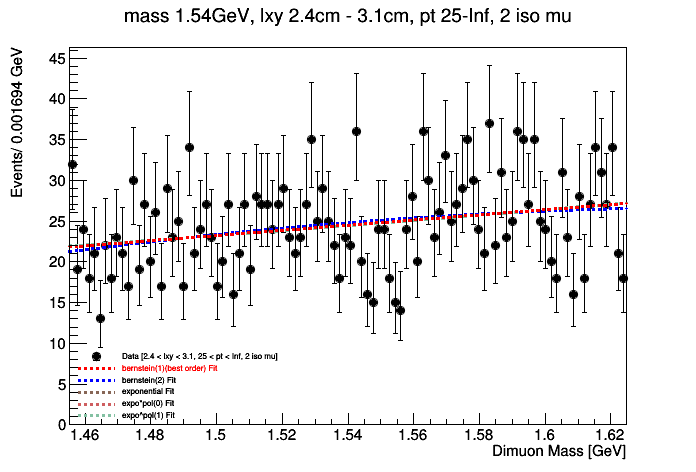 mass 1.54GeV, lxy 2.4cm - 3.1cm, pt 25-Inf, 2 iso mu
Events/ 0.001694 GeV
45
40
35
30
25
20
15
10
5
0
Data [2.4 < lxy < 3.1, 25 < pt < Inf, 2 iso mu]
bernstein(1)(best order) Fit
bernstein(2) Fit
exponential Fit
expo*pol(0) Fit
expo*pol(1) Fit
1.46 1.48 1.5 1.52 1.54 1.56 1.58 1.6 1.62
Dimuon Mass [GeV]